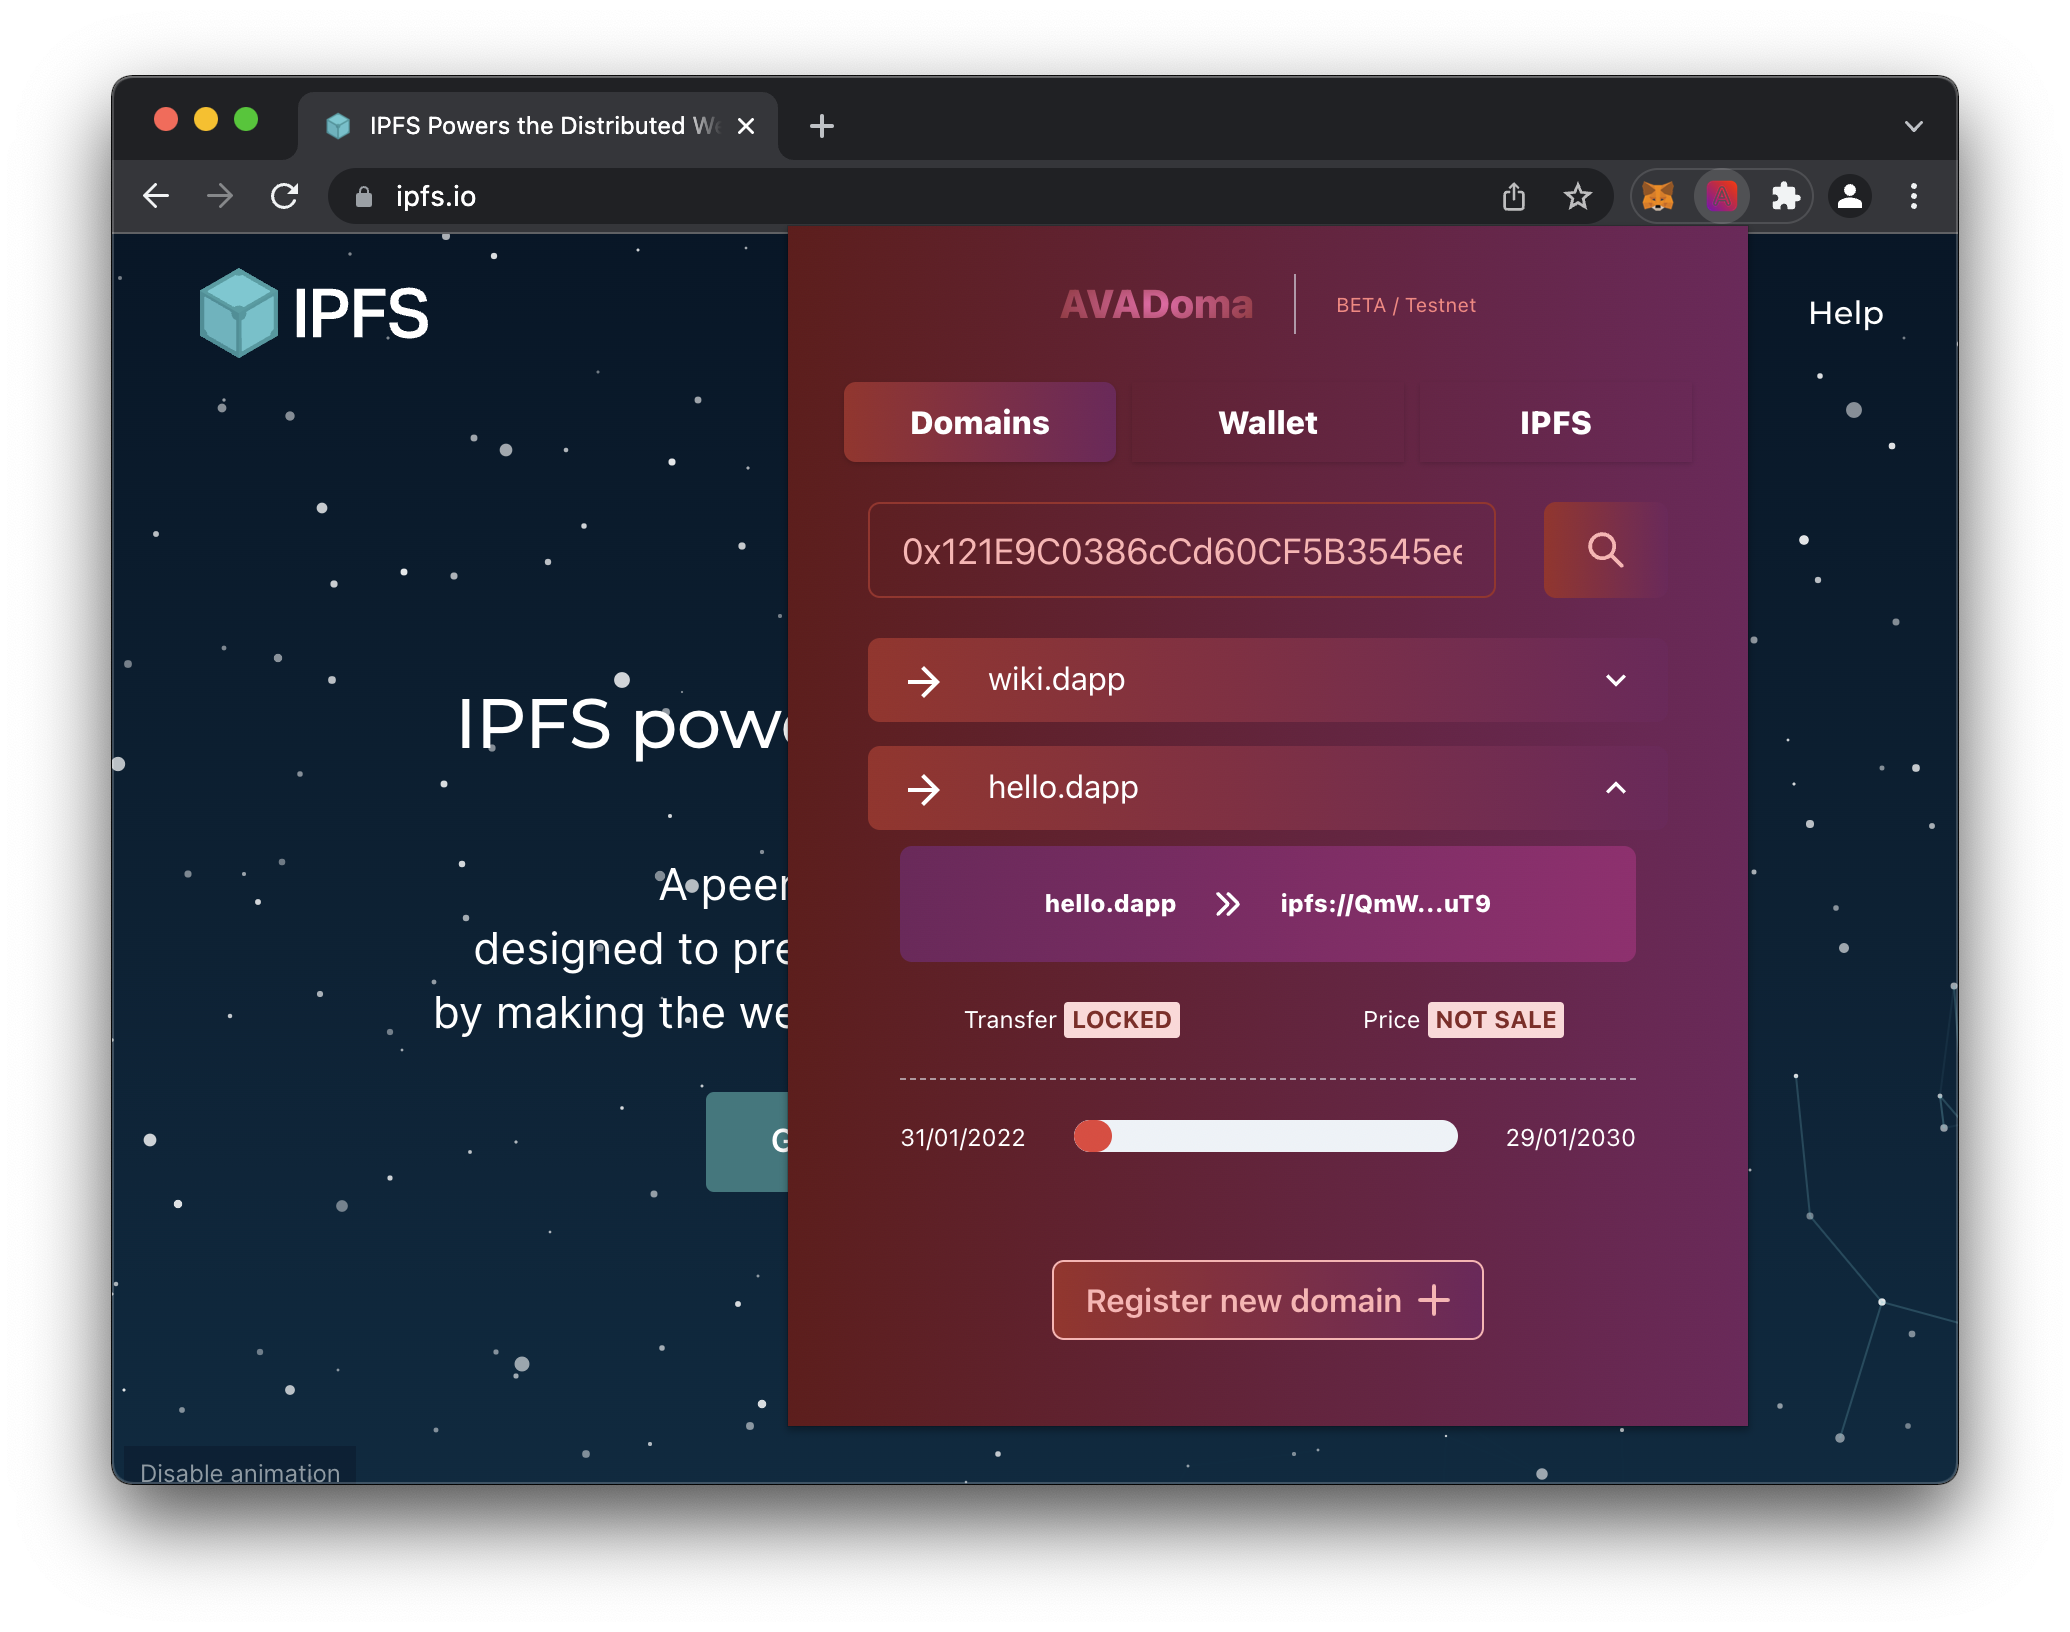 IPFS Powers the Distributed
ipfs.io
IPFS
Help
IPFS pow
A peer
designed to pre
by making the we
G
Disable animation
AVADoma
BETA / Testnet
Domains
Wallet
IPFS
0x121E9C0386cCd60CF5B3545ee
wiki.dapp
hello.dapp
hello.dapp ipfs://QmW...uT9
Transfer LOCKED
Price NOT SALE
31/01/2022
29/01/2030
Register new domain